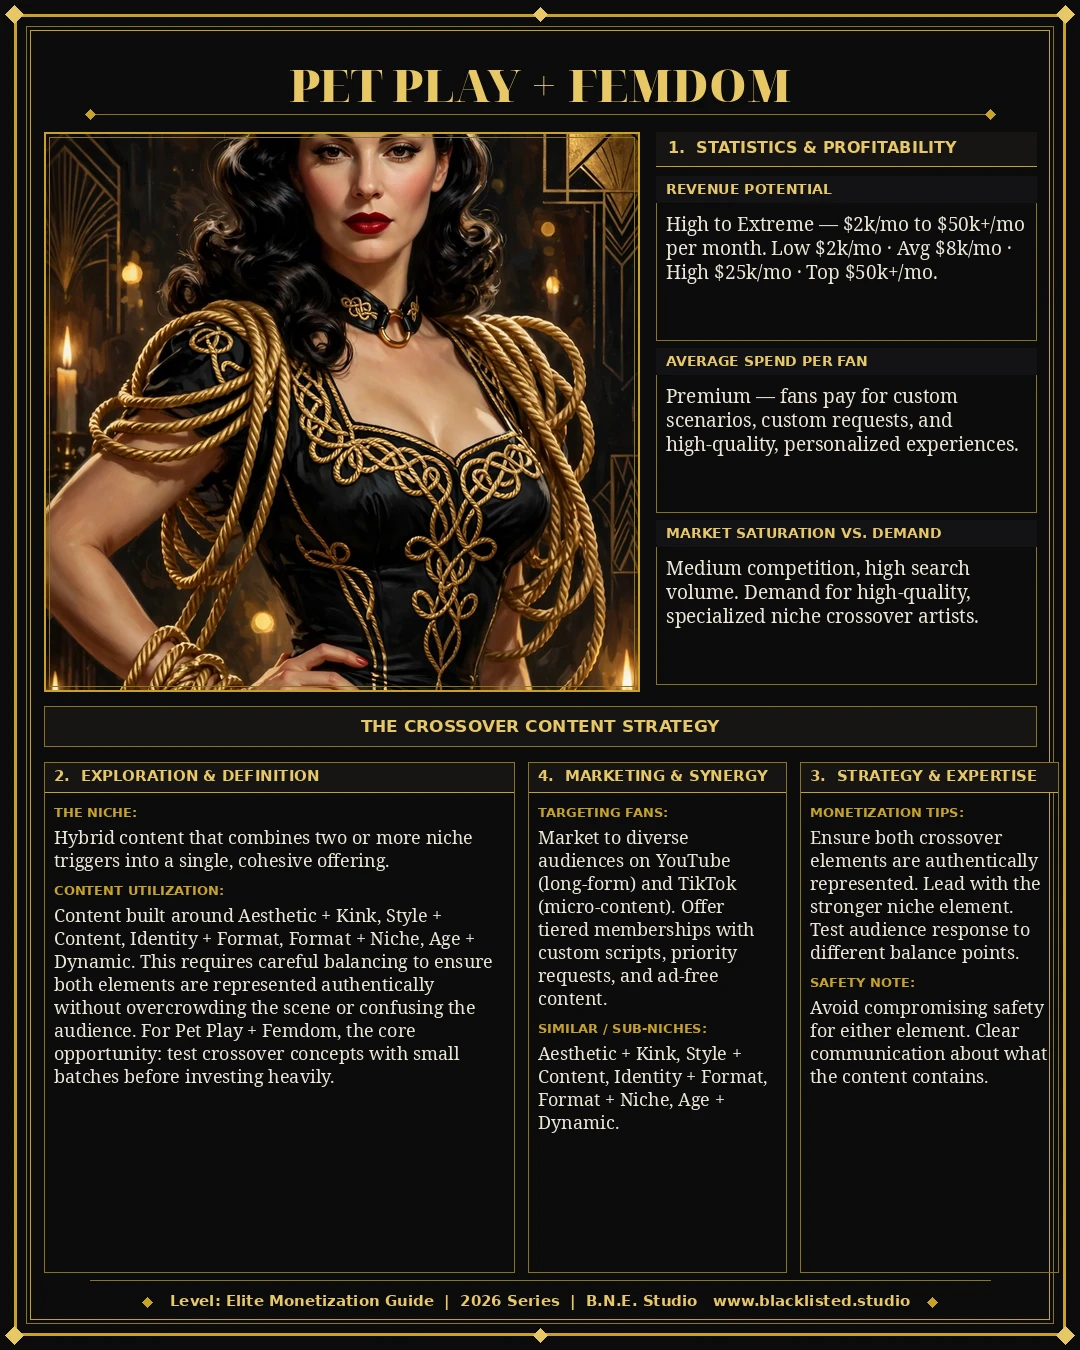 PET PLAY + FEMDOM
1. STATISTICS & PROFITABILITY
REVENUE POTENTIAL
High to Extreme — $2k/mo to $50k+/mo
per month. Low $2k/mo · Avg $8k/mo ·
High $25k/mo · Top $50k+/mo.
AVERAGE SPEND PER FAN
Premium — fans pay for custom
scenarios, custom requests, and
high-quality, personalized experiences.
MARKET SATURATION VS. DEMAND
Medium competition, high search
volume. Demand for high-quality,
specialized niche crossover artists.
THE CROSSOVER CONTENT STRATEGY
2. EXPLORATION & DEFINITION
THE NICHE:
Hybrid content that combines two or more niche
triggers into a single, cohesive offering.
CONTENT UTILIZATION:
Content built around Aesthetic + Kink, Style +
Content, Identity + Format, Format + Niche, Age +
Dynamic. This requires careful balancing to ensure
both elements are represented authentically
without overcrowding the scene or confusing the
audience. For Pet Play + Femdom, the core
opportunity: test crossover concepts with small
batches before investing heavily.
4. MARKETING & SYNERGY
TARGETING FANS:
Market to diverse
audiences on YouTube
(long-form) and TikTok
(micro-content). Offer
tiered memberships with
custom scripts, priority
requests, and ad-free
content.
SIMILAR / SUB-NICHES:
Aesthetic + Kink, Style +
Content, Identity + Format,
Format + Niche, Age +
Dynamic.
3. STRATEGY & EXPERTISE
MONETIZATION TIPS:
Ensure both crossover
elements are authentically
represented. Lead with the
stronger niche element.
Test audience response to
different balance points.
SAFETY NOTE:
Avoid compromising safety
for either element. Clear
communication about what
the content contains.
Level: Elite Monetization Guide | 2026 Series | B.N.E. Studio www.blacklisted.studio